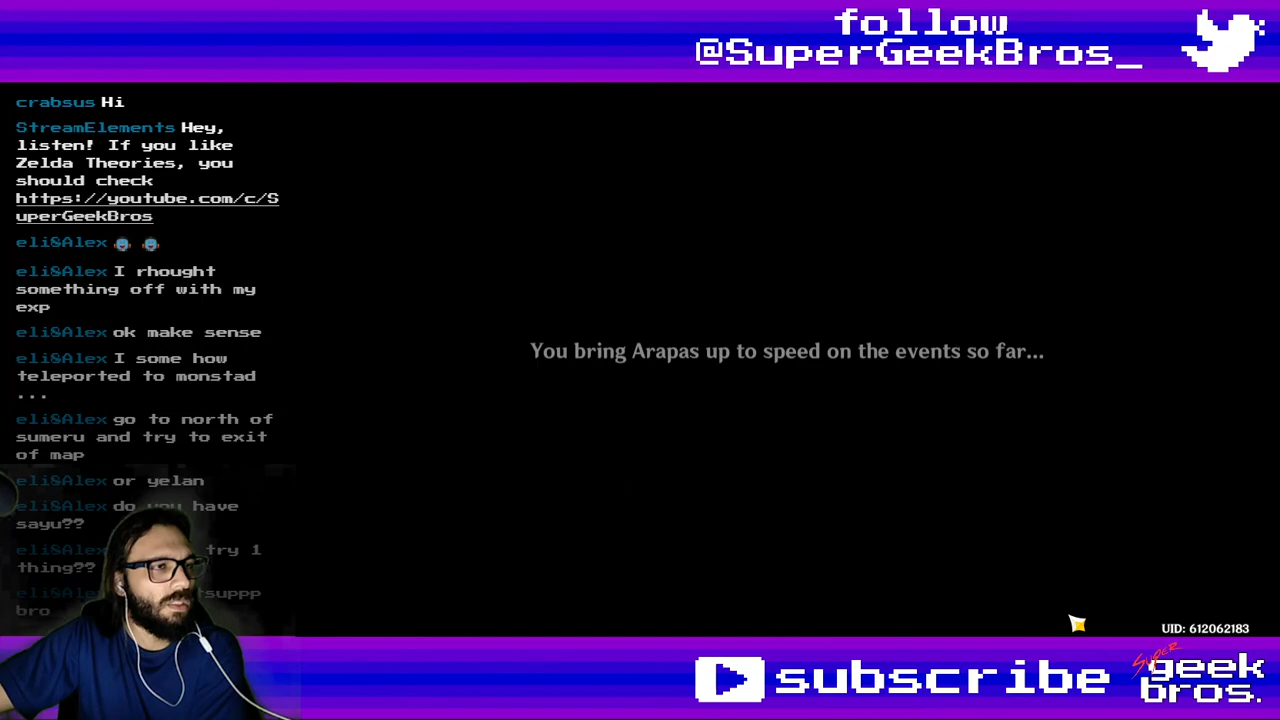 follow
@SuperGeekBros_
crabsus Hi
StreamElements Hey,
listen! If you like
Zelda Theories, you
should check
https://youtube.com/c/S
uperGeekBros
eli&Alex
eli&Alex I rhought
something off with my
exp
eli&Alex ok make sense
eli&Alex I some how
teleported to monstad
...
eli&Alex go to north of
sumeru and try to exit
of map
eli&Alex or yelan
eli&Alex do you have
sayu??
try 1
thing??
bro
You bring Arapas up to speed on the events so far...
UID: 612062183
subscribe
SUPER
geek
bros.